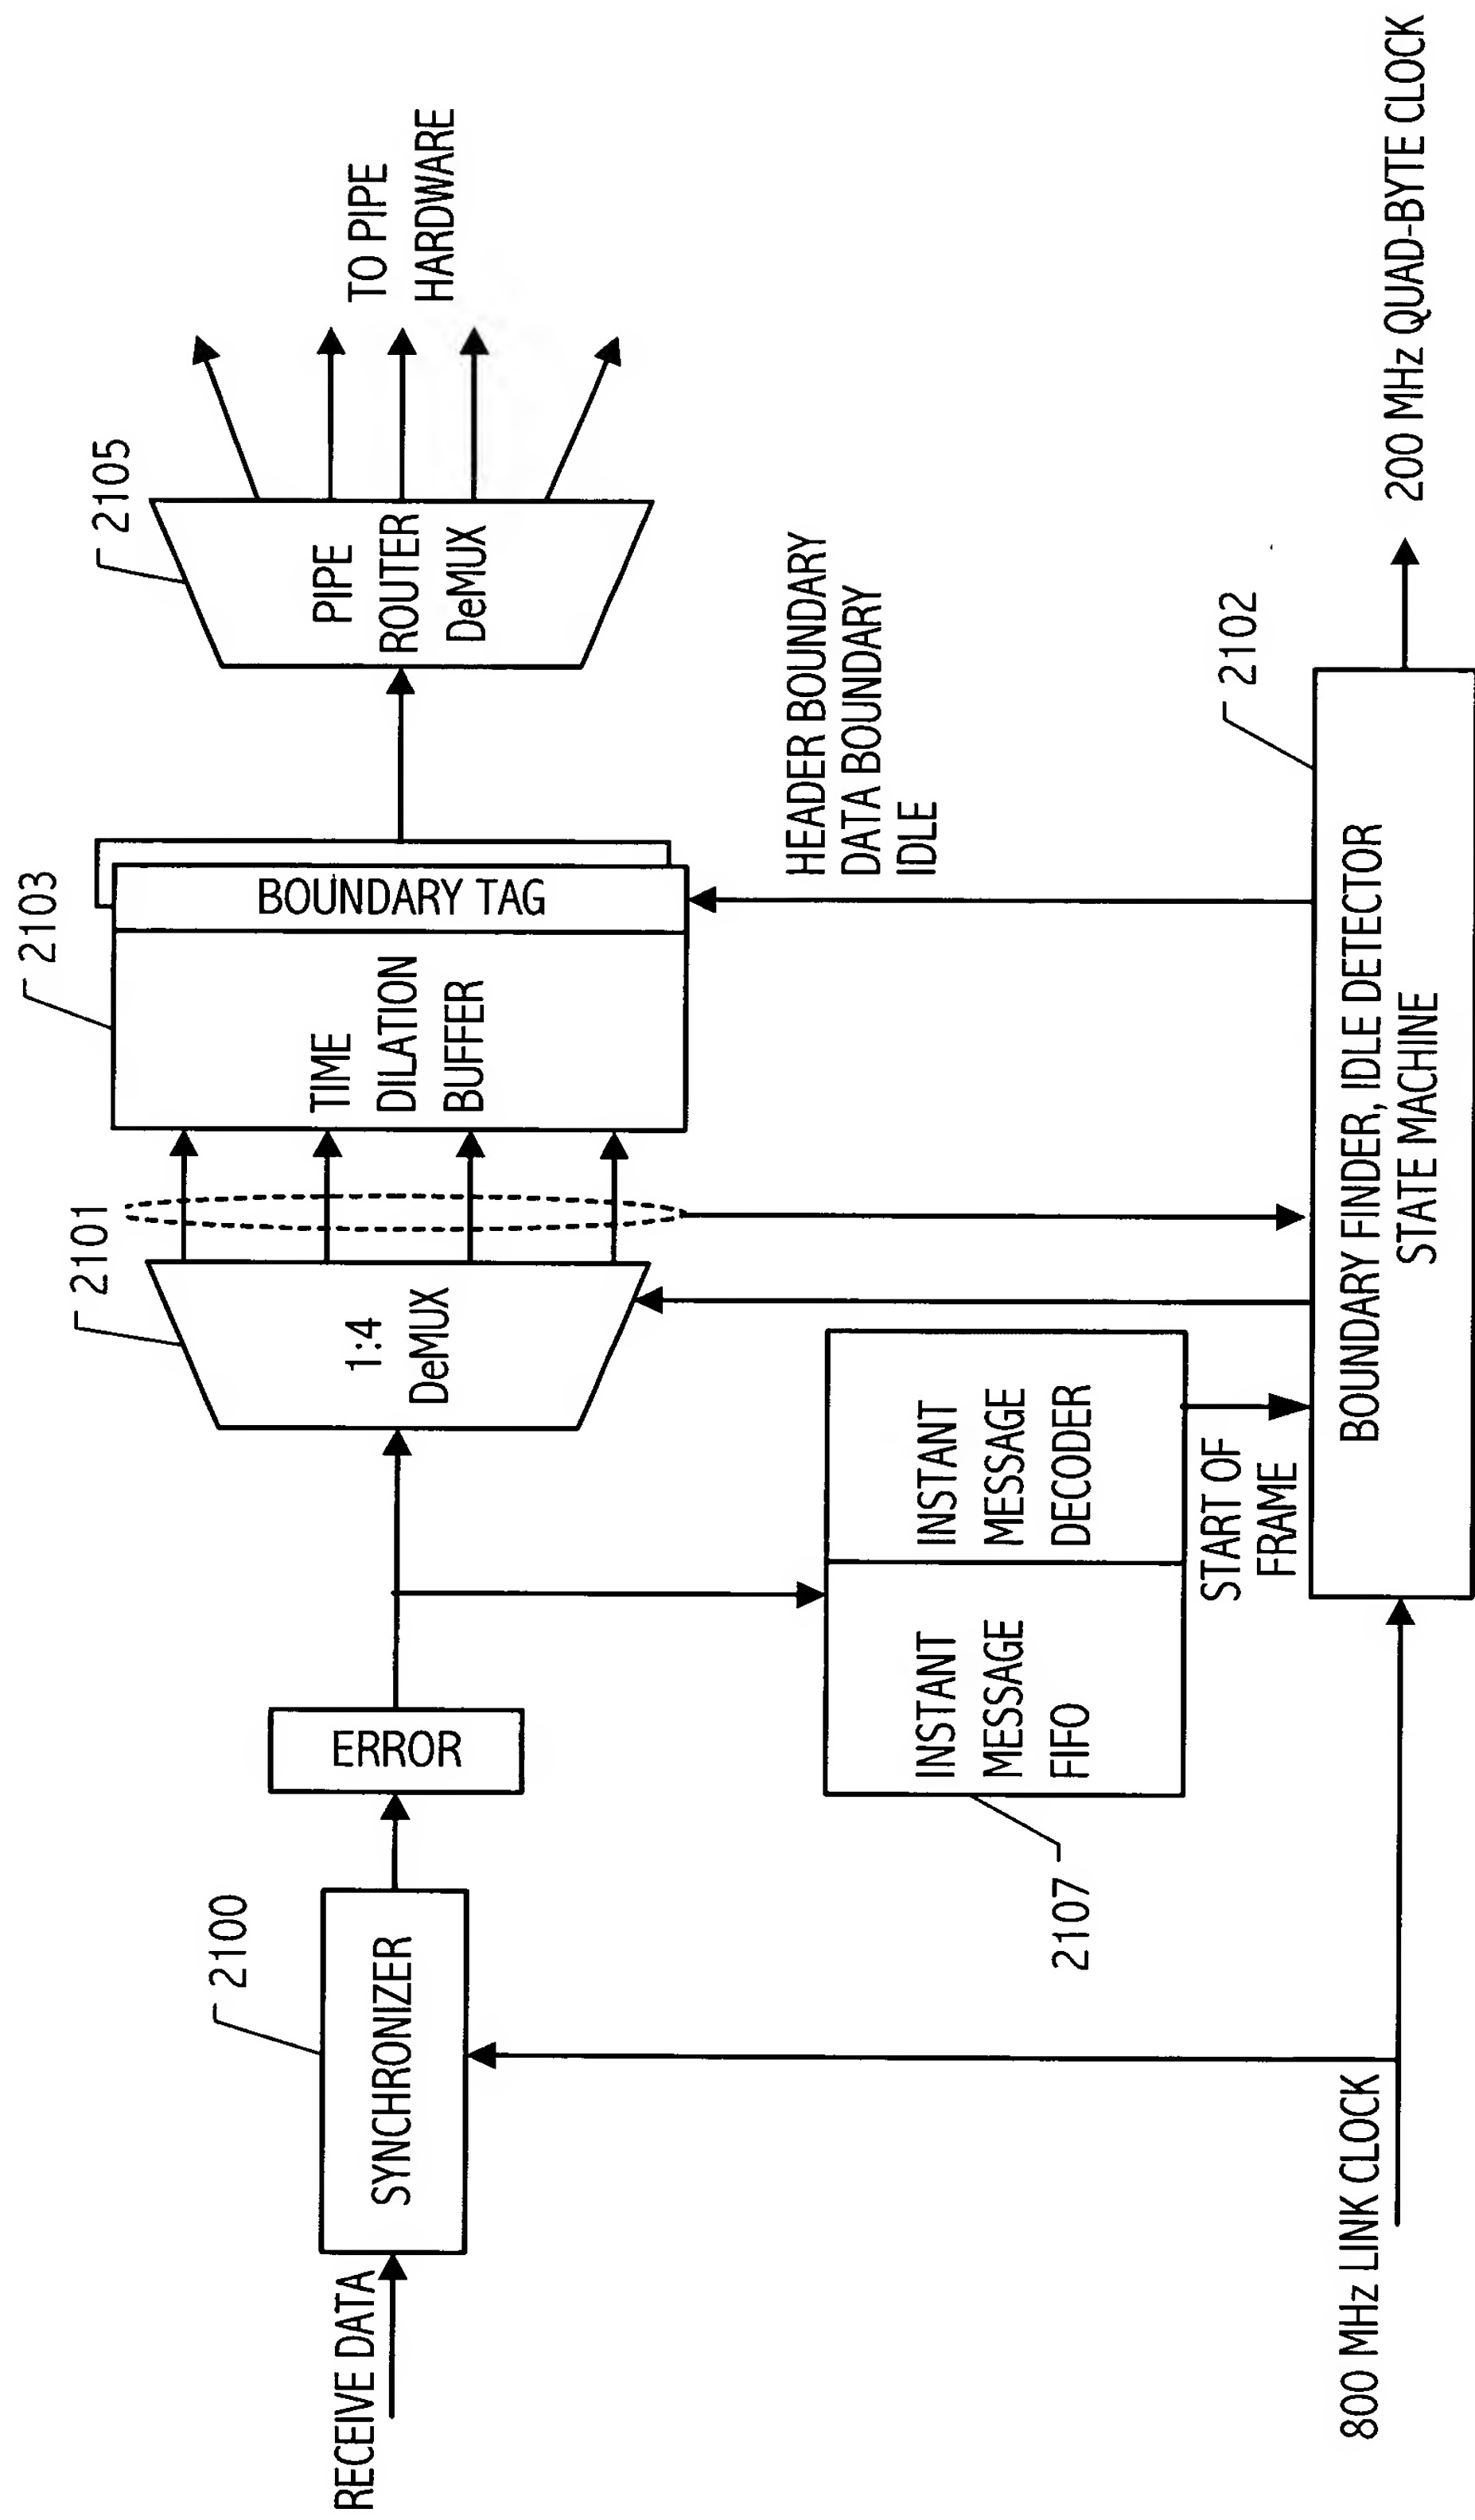 RECEIVE DATA
2100
SYNCHRONIZER
ERROR
2101
1:4
DeMUX
2103
TIME
DILATION
BUFFER
BOUNDARY TAG
2105
PIPE
ROUTER
DeMUX
TO PIPE
HARDWARE
2107
INSTANT
MESSAGE
FIFO
INSTANT
MESSAGE
DECODER
START OF
FRAME
HEADER BOUNDARY
DATA BOUNDARY
IDLE
2102
800 MHz LINK CLOCK
BOUNDARY FINDER, IDLE DETECTOR
STATE MACHINE
200 MHz QUAD-BYTE CLOCK